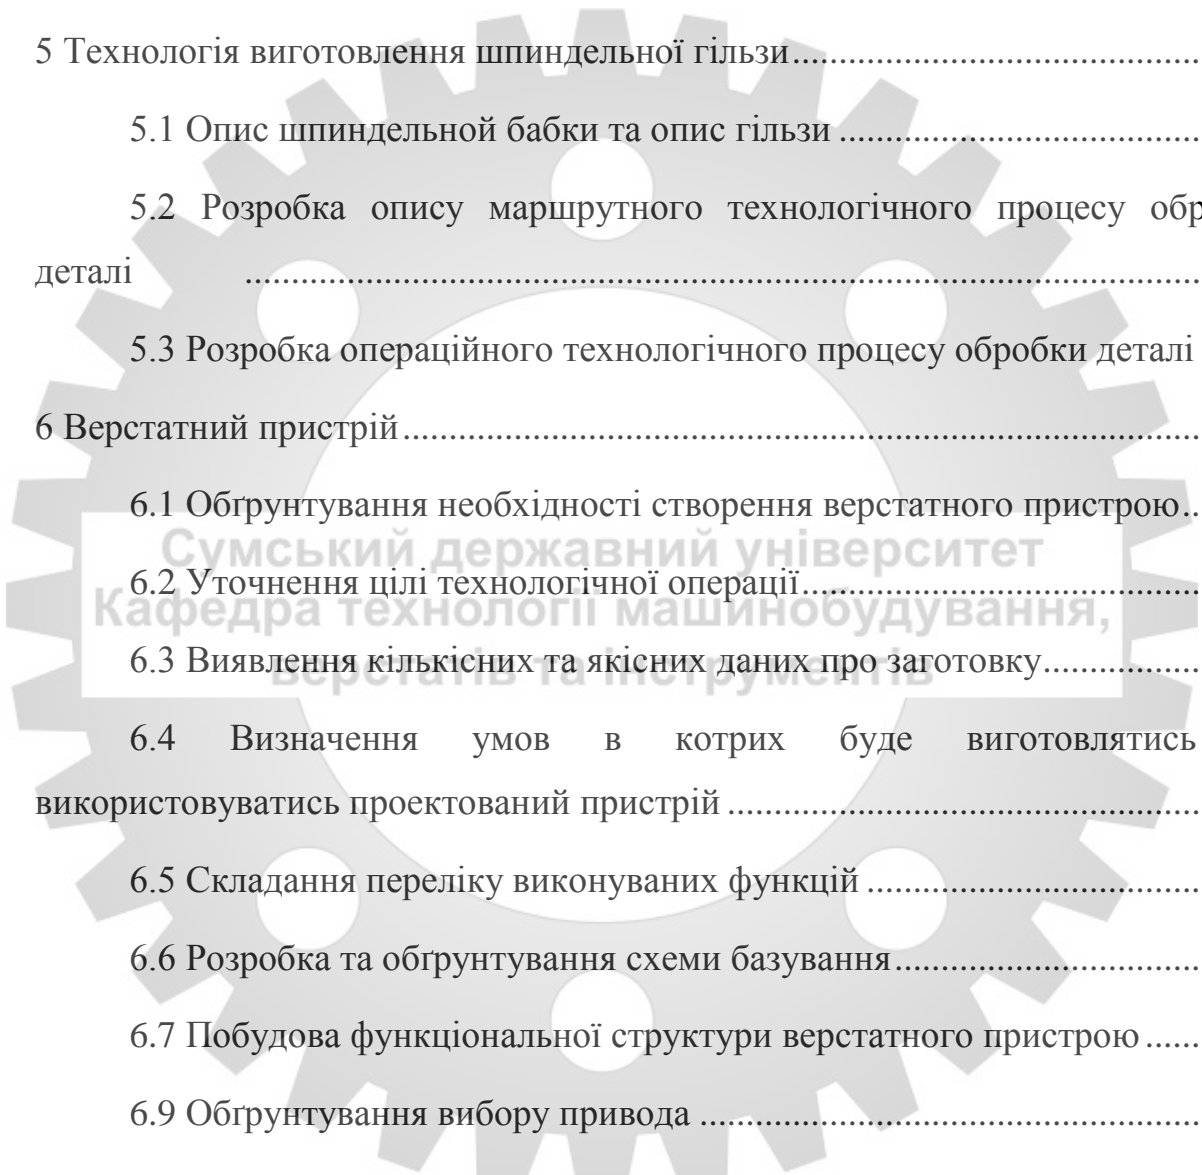 5 Технологія виготовлення шпиндельної гільзи..............................................
5.1 Опис шпиндельной бабки та опис гільзи ........................................
5.2 Розробка опису маршрутного технологічного процесу
деталі ...............................................................................................
5.3 Розробка операційного технологічного процесу обробки деталі
6 Верстатний пристрій...............................................................................
6.1 Обґрунтування необхідності створення верстатного пристрою..
Сумський державний університет
6.2 Уточнення цілі технологічної операції............................................
Кафедра технології машинобудування,
6.3 Виявлення кількісних та якісних даних про заготовку................
верстатів та інструментів
6.4 Визначення умов в котрих буде виготовлятись
використовуватись проектований пристрій ..............................................
6.5 Складання переліку виконуваних функцій .....................................
6.6 Розробка та обґрунтування схеми базування..................................
6.7 Побудова функціональної структури верстатного пристрою ......
6.9 Обґрунтування вибору привода ......................................................